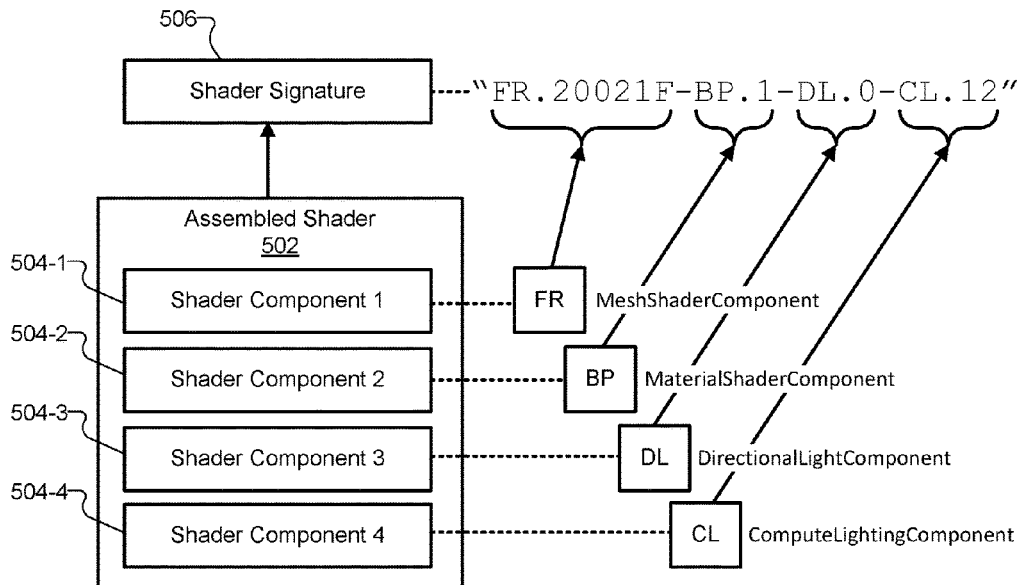 506
Shader Signature
“FR.20021F-BP.1-DL.0-CL.12”
Assembled Shader
502
504-1
Shader Component 1
FR
MeshShaderComponent
504-2
Shader Component 2
BP
MaterialShaderComponent
504-3
Shader Component 3
DL
DirectionalLightComponent
504-4
Shader Component 4
CL
ComputeLightingComponent